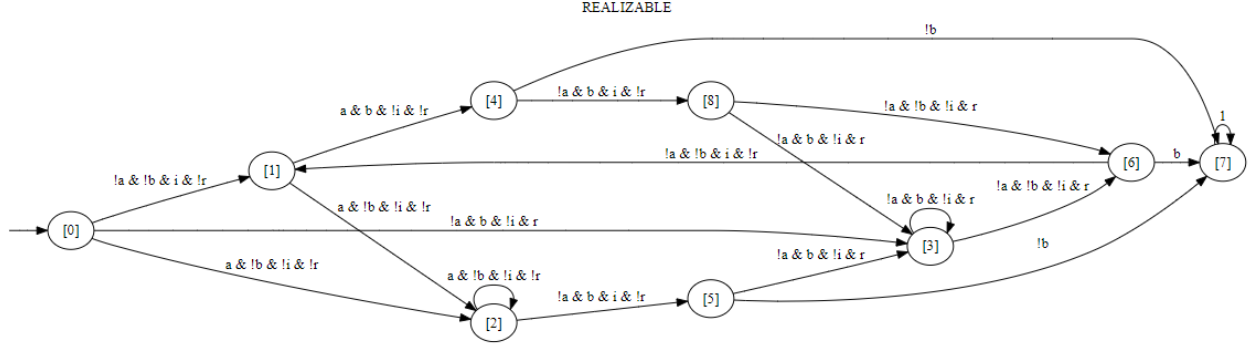 REALIZABLE
!b
[4]
!a & b & i & !r
[8]
a & b & !i & !r
!a & !b & !i & r
1
!a & b & !i & r
!a & !b & i & !r
[6]
b
[7]
[1]
!a & !b & i & !r
!a & !b & !i & r
a & !b & !i & !r
!a & b & !i & r
!a & b & !i & r
[0]
[3]
!b
a & !b & !i & !r
!a & b & !i & r
a & !b & !i & !r
!a & b & i & !r
[5]
[2]